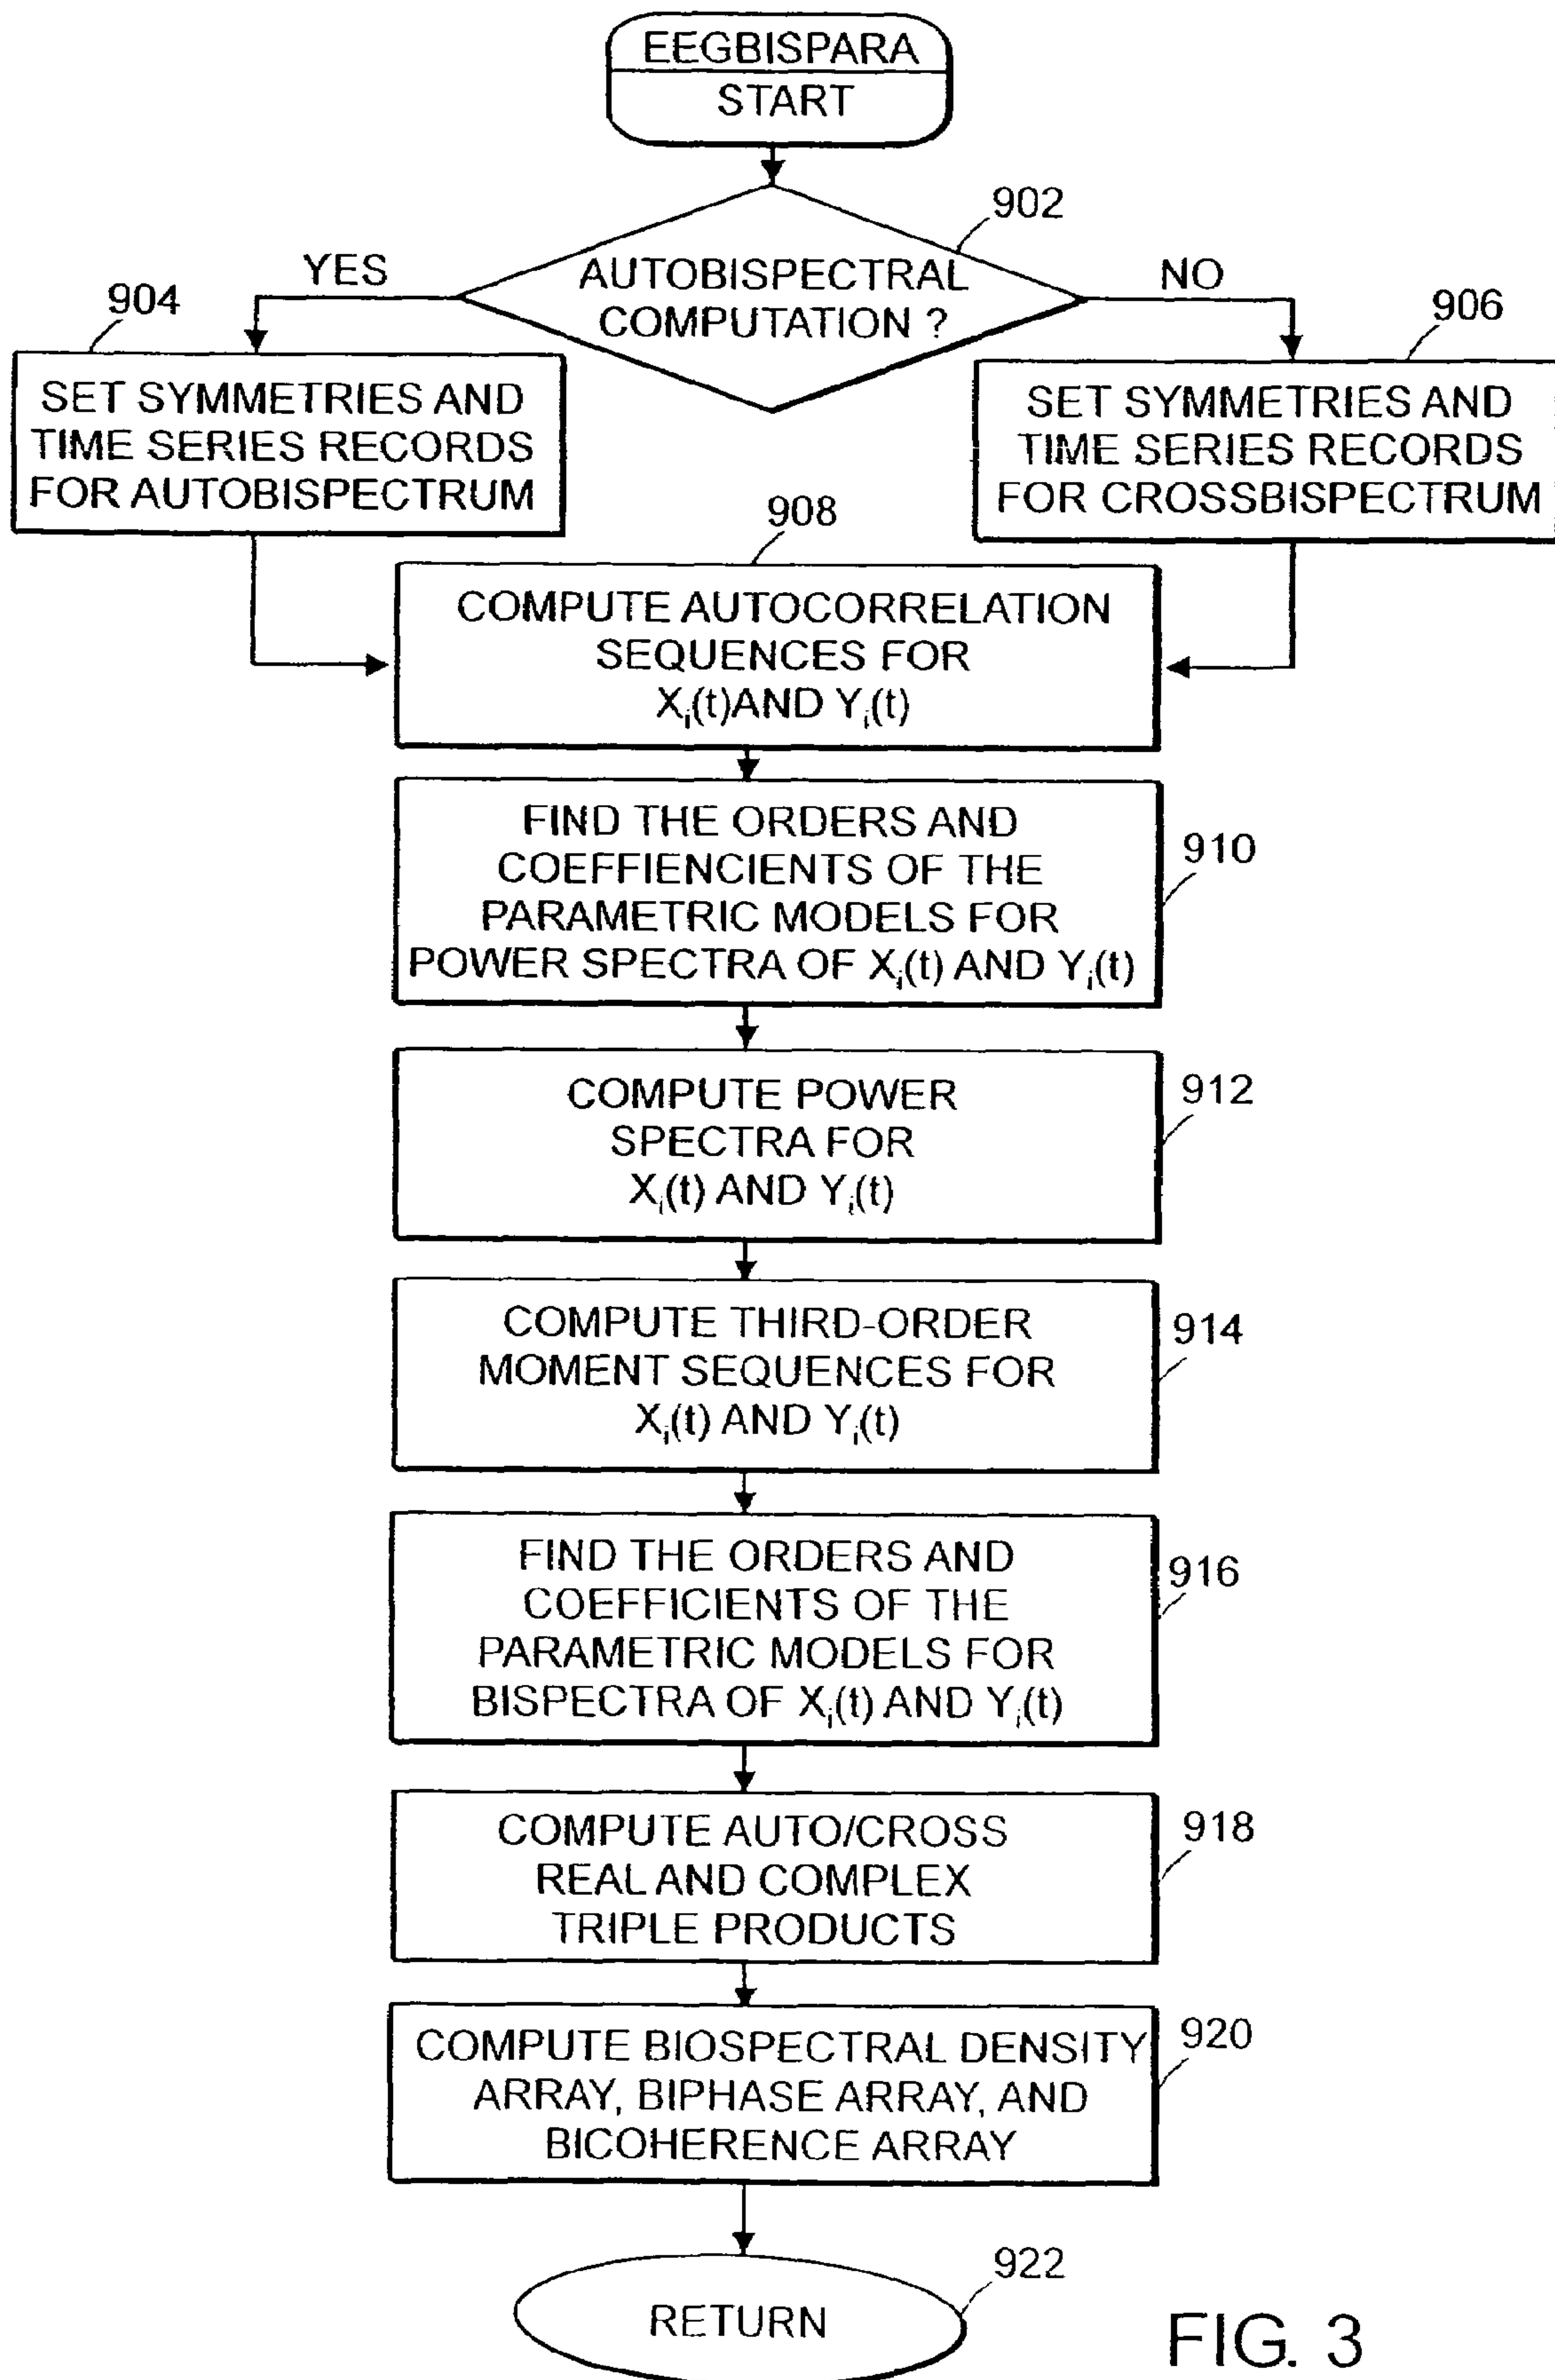 EEGBISPARA
START
902
AUTOBISPECTRAL
COMPUTATION ?
YES
NO
904
SET SYMMETRIES AND
TIME SERIES RECORDS
FOR AUTOBISPECTRUM
906
SET SYMMETRIES AND
TIME SERIES RECORDS
FOR CROSSBISPECTRUM
908
COMPUTE AUTOCORRELATION
SEQUENCES FOR
Xi(t)AND Yi(t)
FIND THE ORDERS AND
COEFFIENCIENTS OF THE
PARAMETRIC MODELS FOR
POWER SPECTRA OF Xi(t) AND Yi(t)
910
COMPUTE POWER
SPECTRA FOR
Xi(t) AND Yi(t)
912
COMPUTE THIRD-ORDER
MOMENT SEQUENCES FOR
Xi(t) AND Yi(t)
914
FIND THE ORDERS AND
COEFFICIENTS OF THE
PARAMETRIC MODELS FOR
BISPECTRA OF Xi(t) AND Yi(t)
916
COMPUTE AUTO/CROSS
REAL AND COMPLEX
TRIPLE PRODUCTS
918
COMPUTE BIOSPECTRAL DENSITY
ARRAY, BIPHASE ARRAY, AND
BICOHERENCE ARRAY
920
RETURN
922
FIG. 3